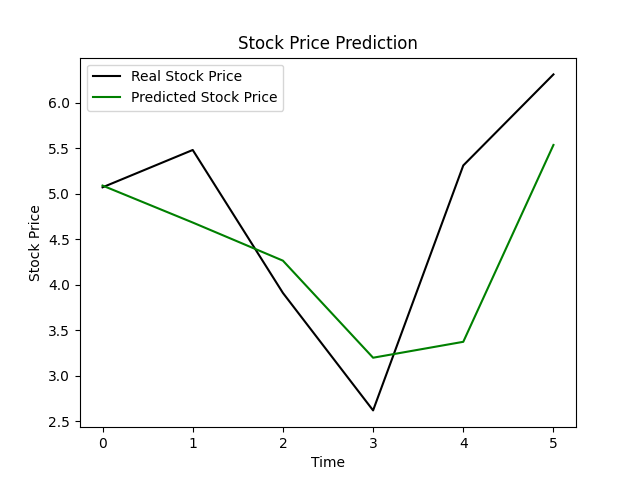 Stock Price Prediction
Real Stock Price
Predicted Stock Price
6.0
5.5
5.0
4.5
4.0
3.5
3.0
2.5
Stock Price
0 1 2 3 4 5
Time